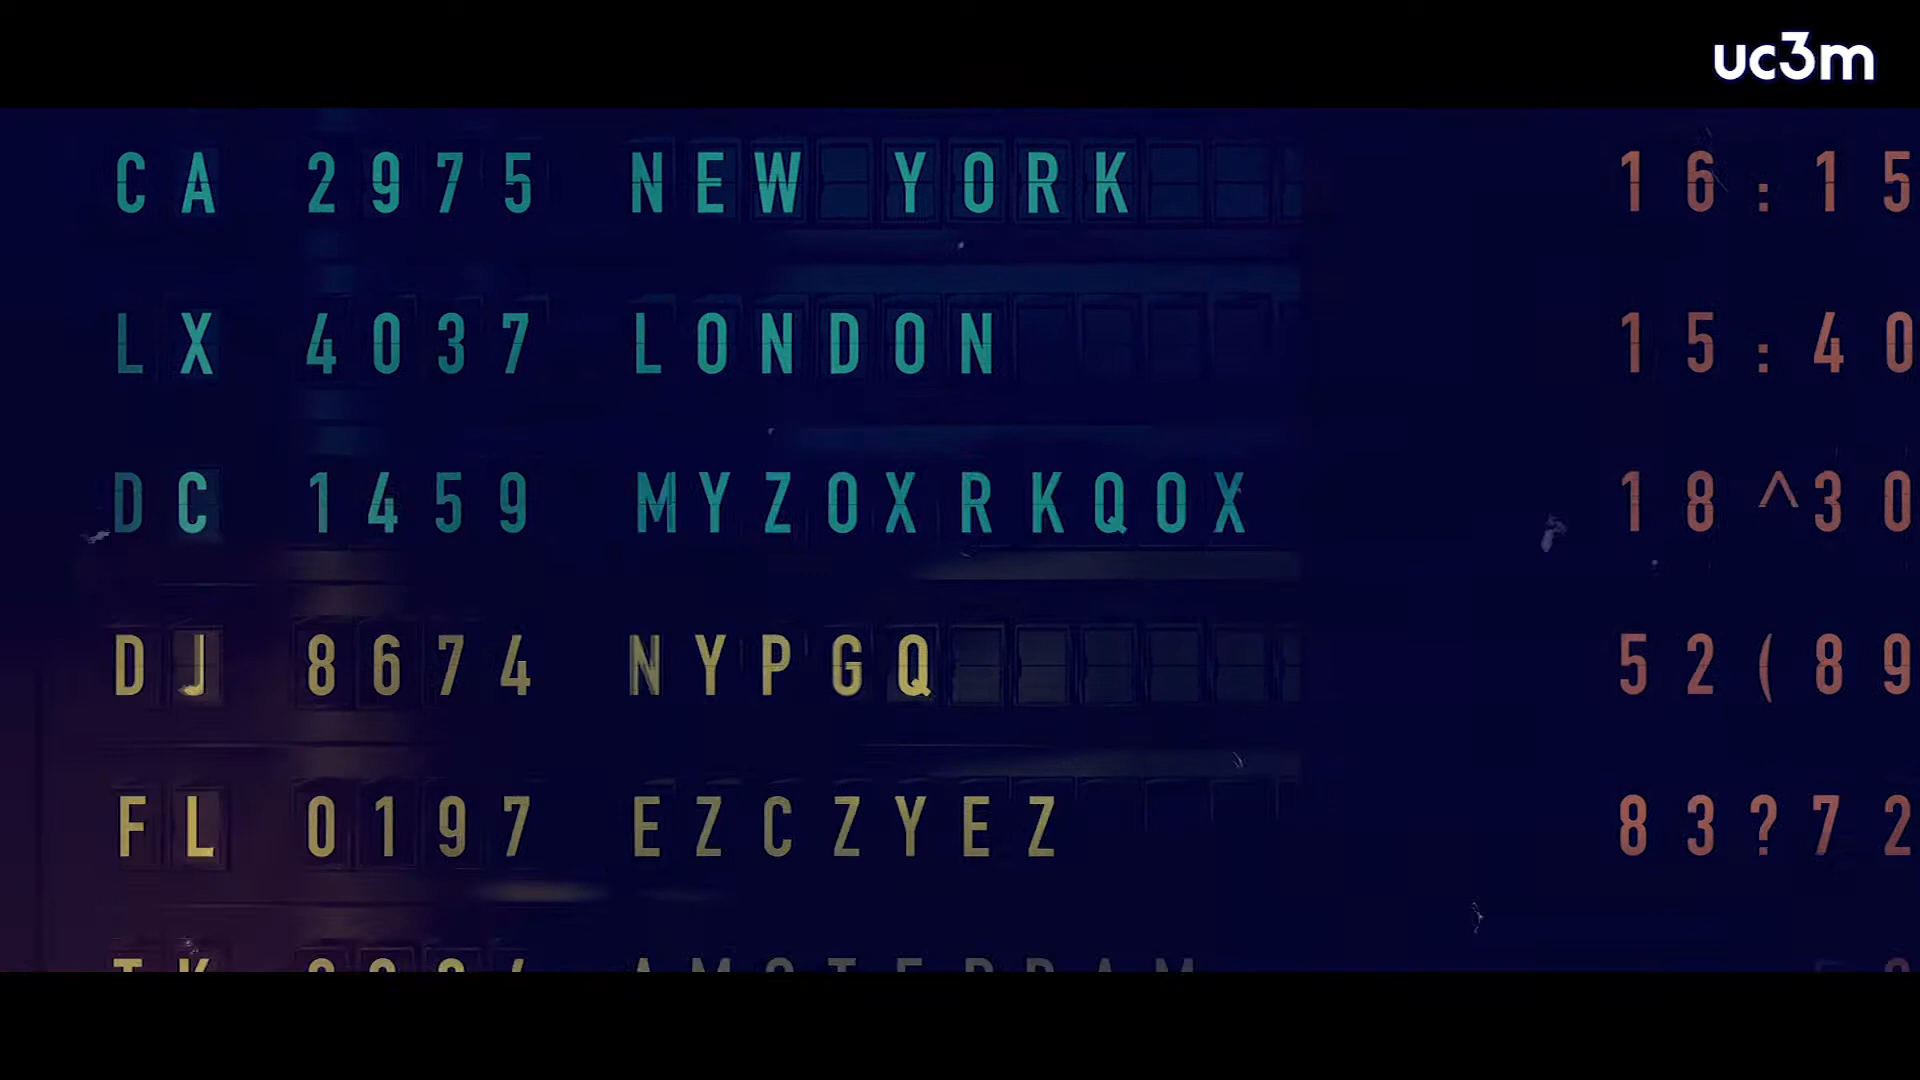 uc3m
CA 2975 NEW YORK 16:15
LX 4037 LONDON 15:40
DC 1459 MYZOXRKQOX 18^30
DJ 8674 NYPGQ 52(89
FL 0197 EZCZYEZ 83?72
AMSTERDAM